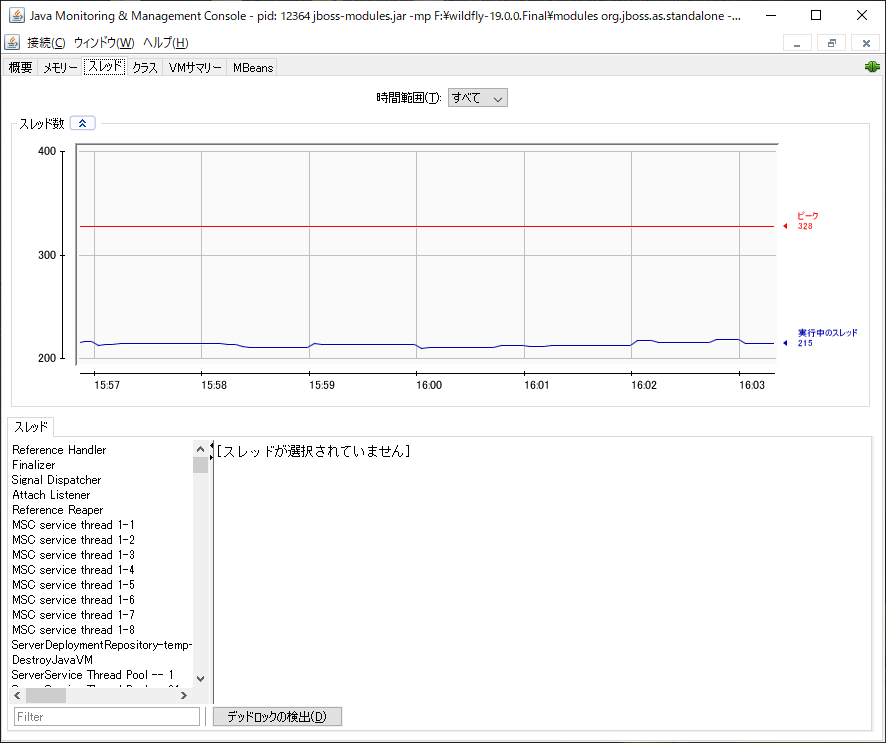 Java Monitoring & Management Console - pid: 12364 jboss-modules.jar -mp F:¥wildfly-19.0.0.Final¥modules org.jboss.as.standalone -...
接続(C) ウィンドウ(W) ヘルプ(H)
概要 メモリー スレッド クラス VMサマリー MBeans
時間範囲(T): すべて
スレッド数
400
300
200
ピーク
328
実行中のスレッド
215
15:57 15:58 15:59 16:00 16:01 16:02 16:03
スレッド
Reference Handler
Finalizer
Signal Dispatcher
Attach Listener
Reference Reaper
MSC service thread 1-1
MSC service thread 1-2
MSC service thread 1-3
MSC service thread 1-4
MSC service thread 1-5
MSC service thread 1-6
MSC service thread 1-7
MSC service thread 1-8
ServerDeploymentRepository-temp-
DestroyJavaVM
ServerService Thread Pool -- 1
[スレッドが選択されていません]
Filter
デッドロックの検出(D)